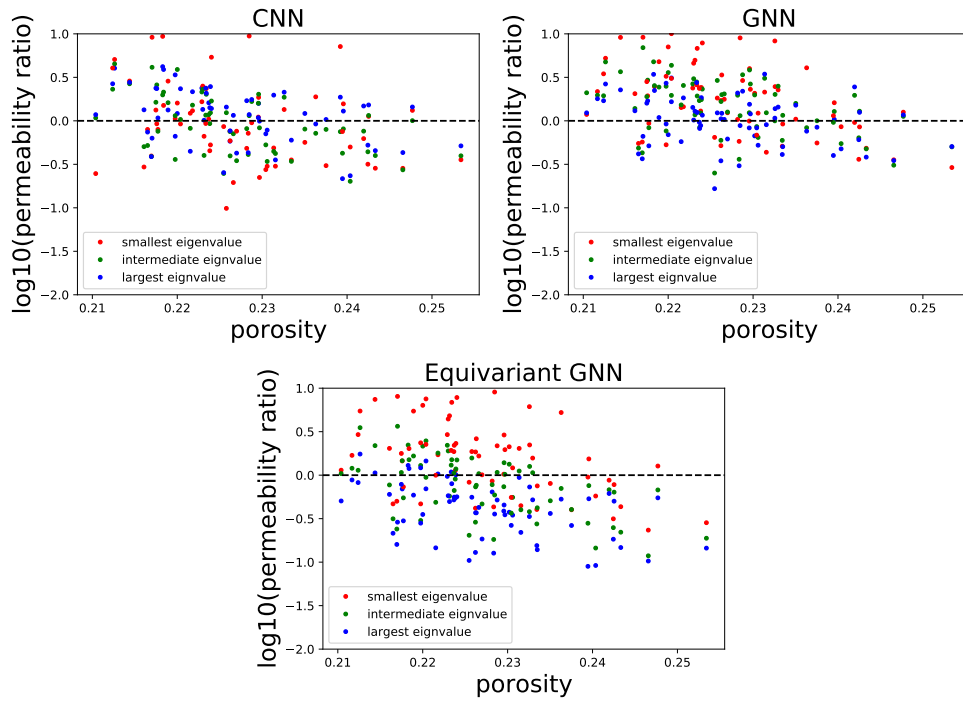 CNN
log10(permeability ratio)
1.0
0.5
0.0
−0.5
−1.0
−1.5
−2.0
smallest eigenvalue
intermediate eignvalue
largest eignvalue
0.21 0.22 0.23 0.24 0.25
porosity
GNN
log10(permeability ratio)
1.0
0.5
0.0
−0.5
−1.0
−1.5
−2.0
smallest eigenvalue
intermediate eignvalue
largest eignvalue
0.21 0.22 0.23 0.24 0.25
porosity
Equivariant GNN
log10(permeability ratio)
1.0
0.5
0.0
−0.5
−1.0
−1.5
−2.0
smallest eignvalue
intermediate eignvalue
largest eignvalue
0.21 0.22 0.23 0.24 0.25
porosity